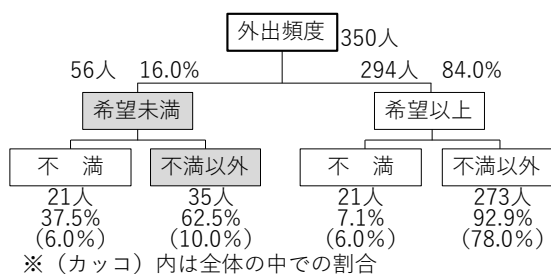 外出頻度 350人
56人 16.0% 294人 84.0%
希望未満 希望以上
不 満 不満以外 不 満 不満以外
21人 35人 21人 273人
37.5% 62.5% 7.1% 92.9%
(6.0%) (10.0%) (6.0%) (78.0%)
※（カッコ）内は全体の中での割合